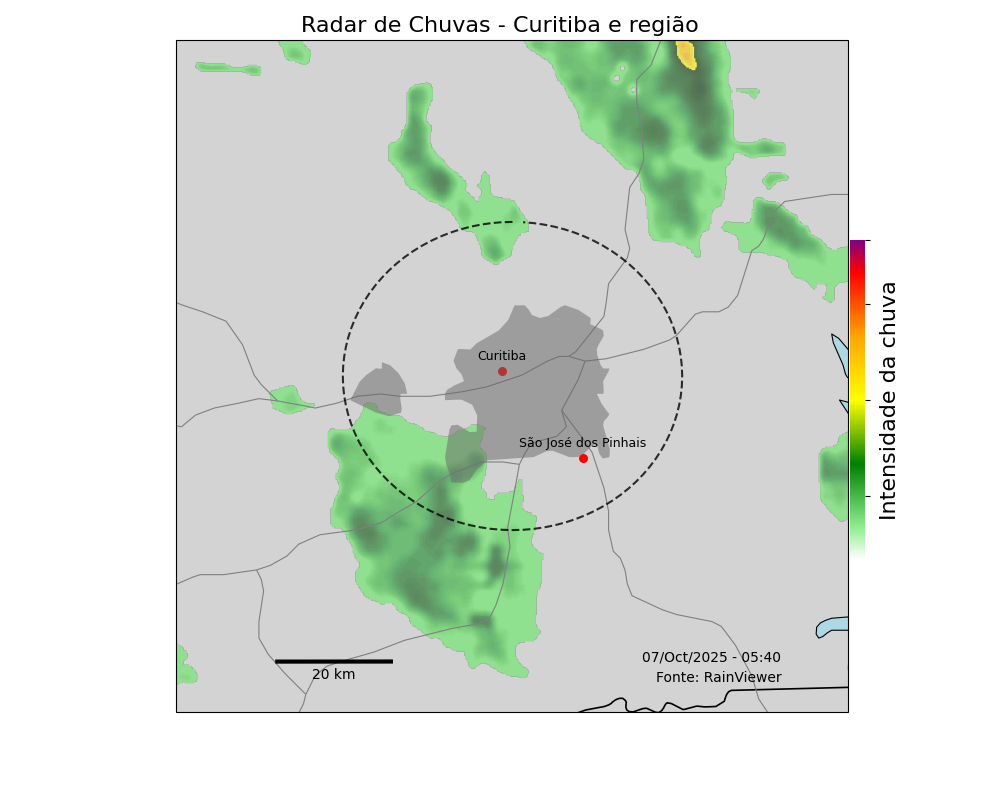 Radar de Chuvas - Curitiba e região
Curitiba
São José dos Pinhais
Intensidade da chuva
07/Oct/2025 - 05:40
Fonte: RainViewer
20 km